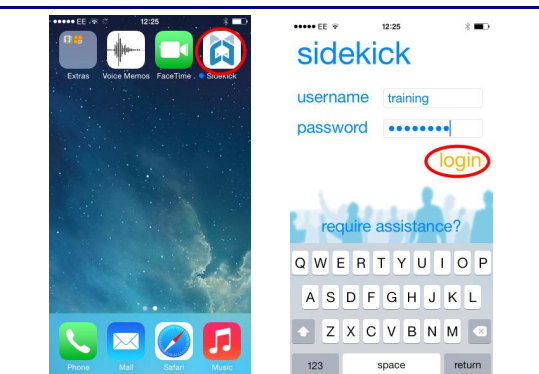 EE 12:25
Extras Voice Memos FaceTime Sidekick
Phone Mail Safari Music
EE 12:25
sidekick
username training
password ●●●●●●●●
login
require assistance?
Q W E R T Y U I O P
A S D F G H J K L
Z X C V B N M
123 space return